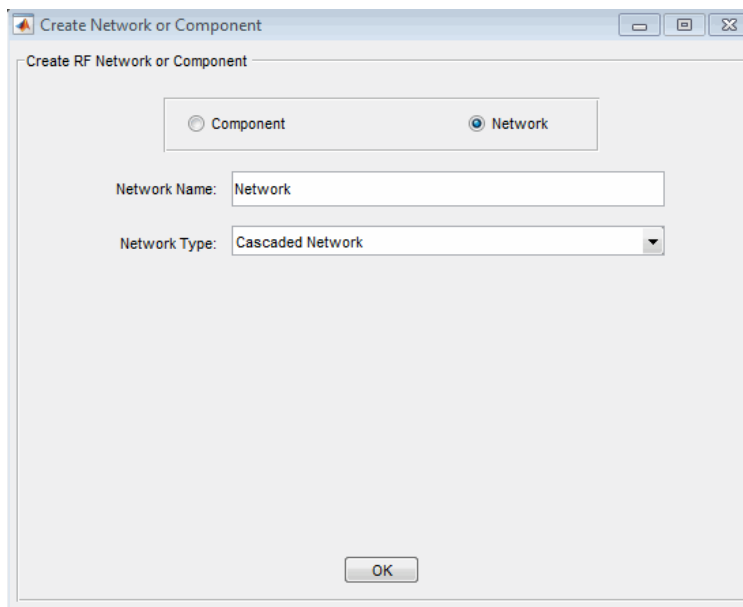 Create Network or Component
Create RF Network or Component
Component Network
Network Name: Network
Network Type: Cascaded Network
OK